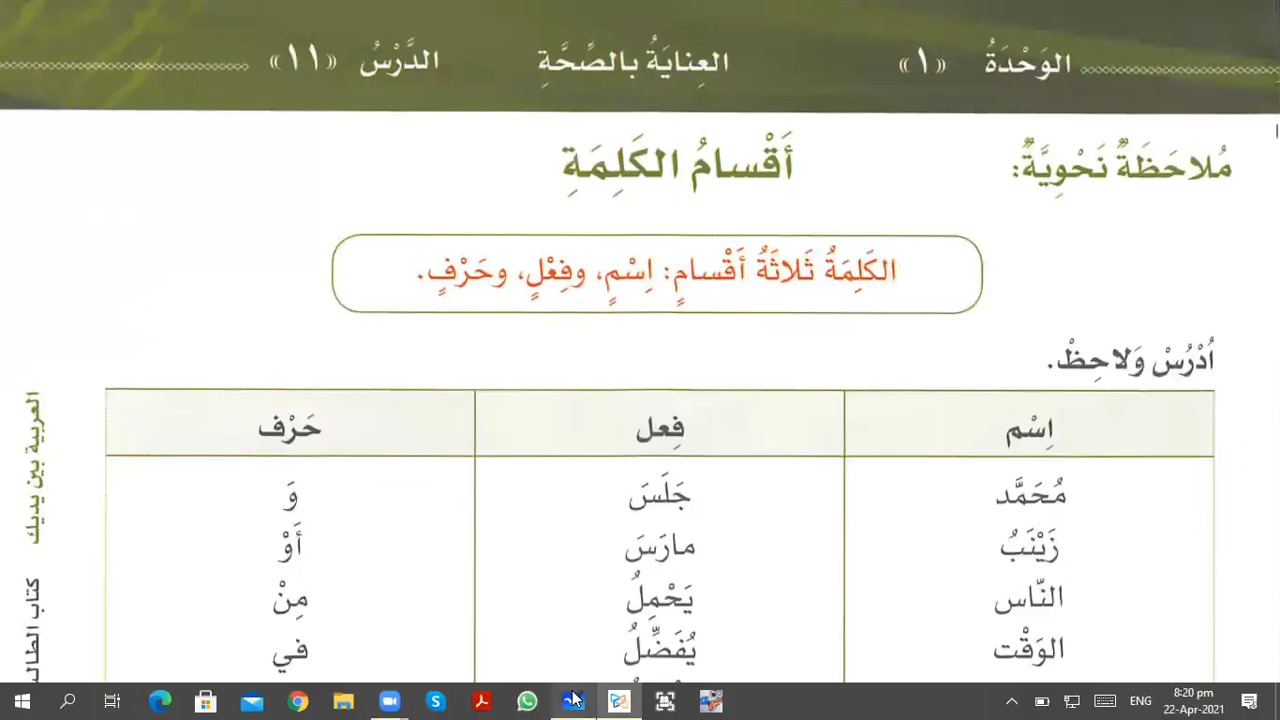 الوَحْدَةُ «١» العِنايَةُ بالصِّحَّةِ الدَّرْسُ «١١»
مُلاحَظَةٌ نَحْوِيَّةٌ: أَقْسامُ الكَلِمَةِ
الكَلِمَةُ ثَلاثَةُ أَقْسامٍ: اِسْمٍ، وفِعْلٍ، وحَرْفٍ.
اُدْرُسْ وَلاحِظْ.
اِسْم فِعل حَرْف
مُحَمَّد جَلَسَ وَ
زَيْنَبُ مارَسَ أَوْ
النّاس يَحْمِلُ مِنْ
الوَقْت يُفَضِّلُ في
العربية بين يديك
كتاب
ENG
8:20 pm
22-Apr-2021